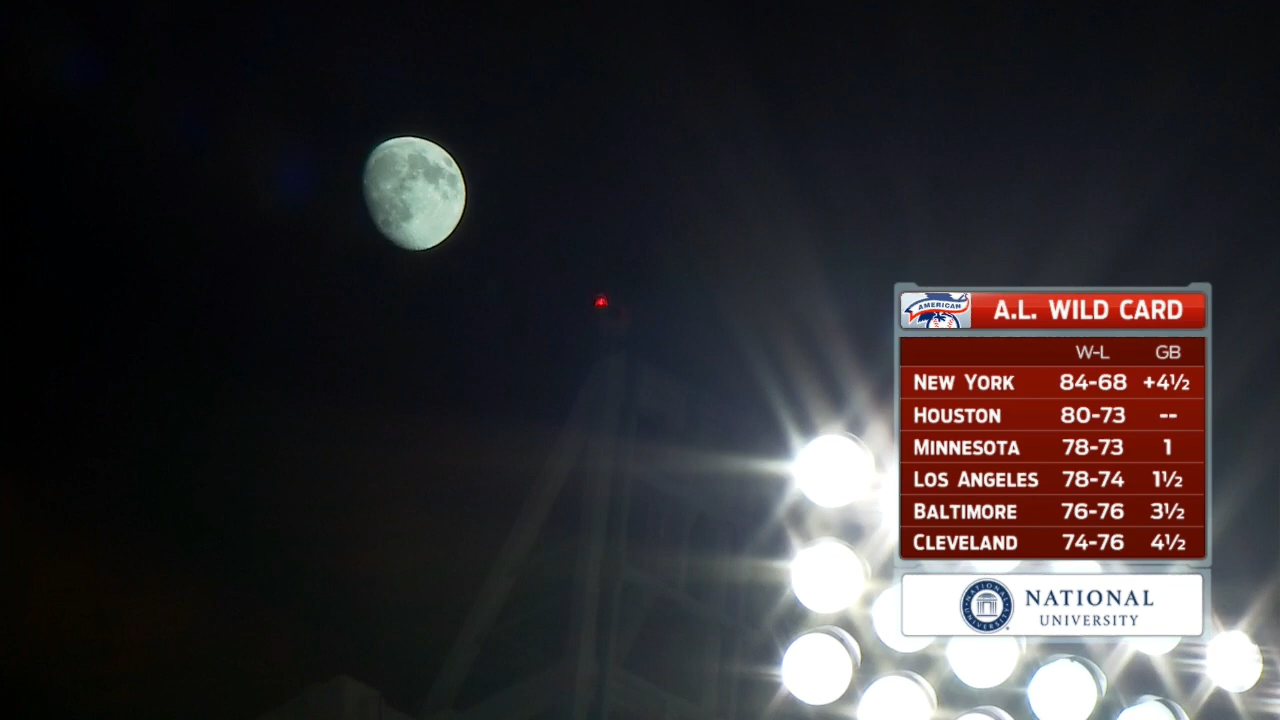 AMERICAN
A.L. WILD CARD
W-L GB
NEW YORK 84-68 +4½
HOUSTON 80-73 --
MINNESOTA 78-73 1
LOS ANGELES 78-74 1½
BALTIMORE 76-76 3½
CLEVELAND 74-76 4½
NATIONAL
UNIVERSITY